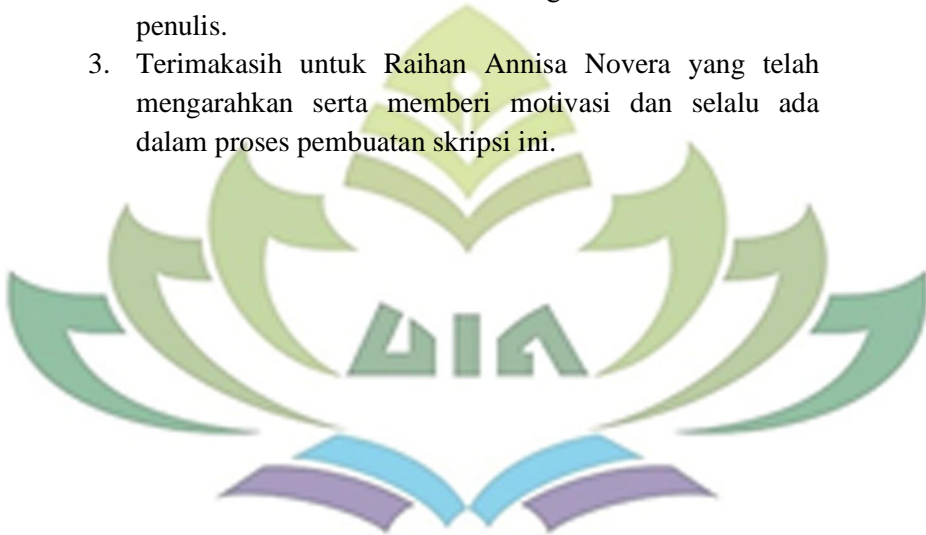 penulis.
3. Terimakasih untuk Raihan Annisa Novera yang telah
mengarahkan serta memberi motivasi dan selalu ada
dalam proses pembuatan skripsi ini.
UIN